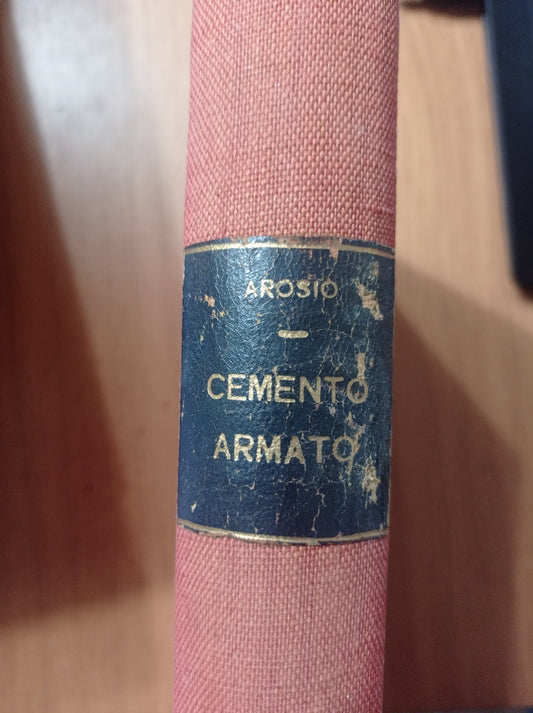 AROSIO
—
CEMENTO
ARMATO